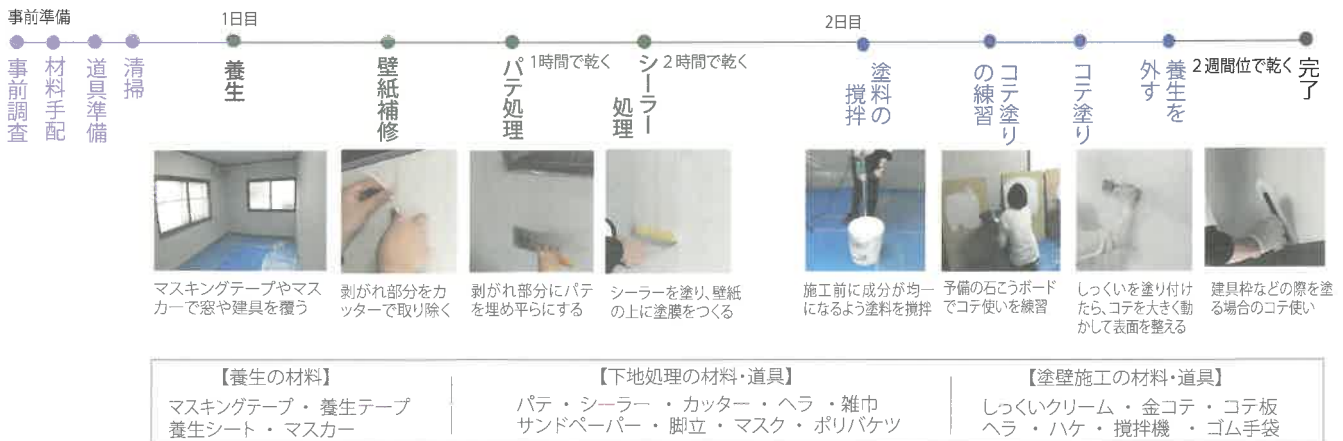 事前準備
1日目
2日目
事前調査
材料手配
道具準備
清掃
養生
壁紙補修
パテ処理
1時間で乾く
シーラー
処理
2時間で乾く
塗料の
撹拌
コテ塗り
の練習
コテ塗り
養生を
外す
2週間位で乾く
完了
マスキングテープやマス
カーで窓や建具を覆う
剥がれ部分をカ
ッターで取り除く
剥がれ部分にパテ
を埋め平らにする
シーラーを塗り、壁紙
の上に塗膜をつくる
施工前に成分が均一
になるよう塗料を撹拌
予備の石こうボード
でコテ使いを練習
しっくいを塗り付け
たら、コテを大きく動
かして表面を整える
建具枠などの際を塗
る場合のコテ使い
【養生の材料】
マスキングテープ・養生テープ
養生シート・マスカー
【下地処理の材料・道具】
パテ・シーラー・カッター・ヘラ・雑巾
サンドペーパー・脚立・マスク・ポリバケツ
【塗壁施工の材料・道具】
しっくいクリーム・金コテ・コテ板
ヘラ・ハケ・撹拌機・ゴム手袋